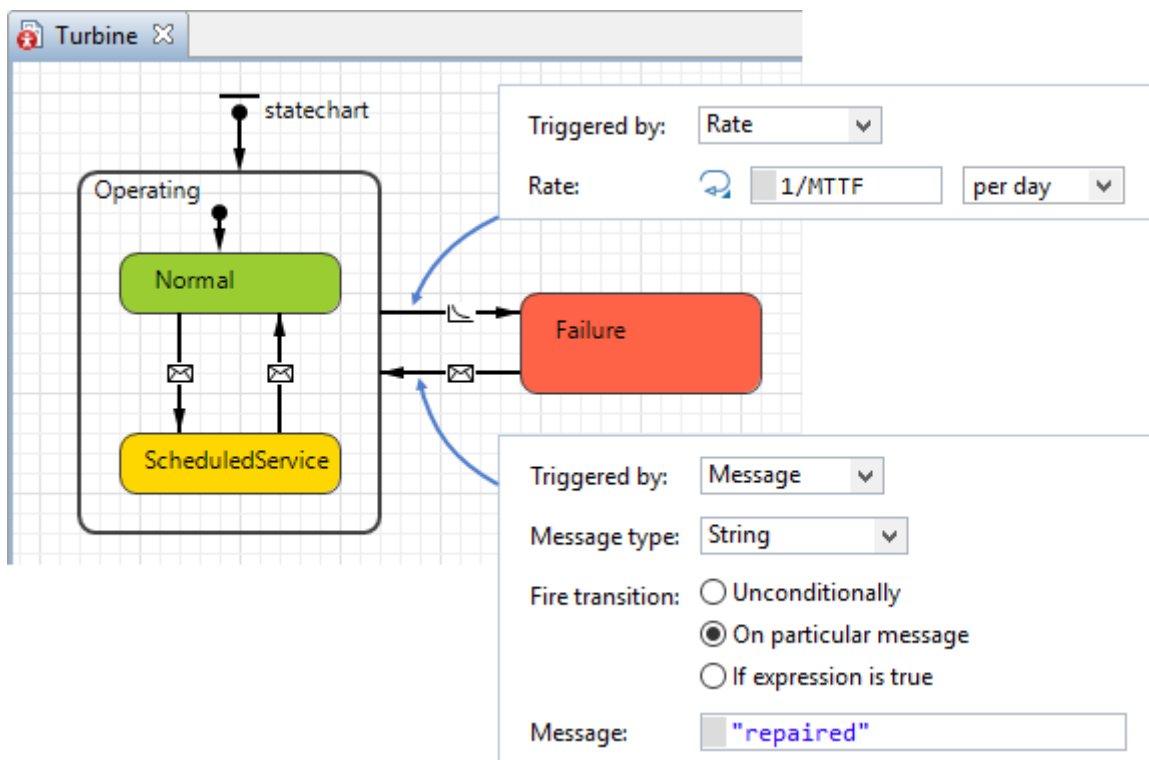 Turbine
statechart
Operating
Normal
ScheduledService
Failure
Triggered by: Rate
Rate: 1/MTTF per day
Triggered by: Message
Message type: String
Fire transition: Unconditionally
On particular message
If expression is true
Message: "repaired"